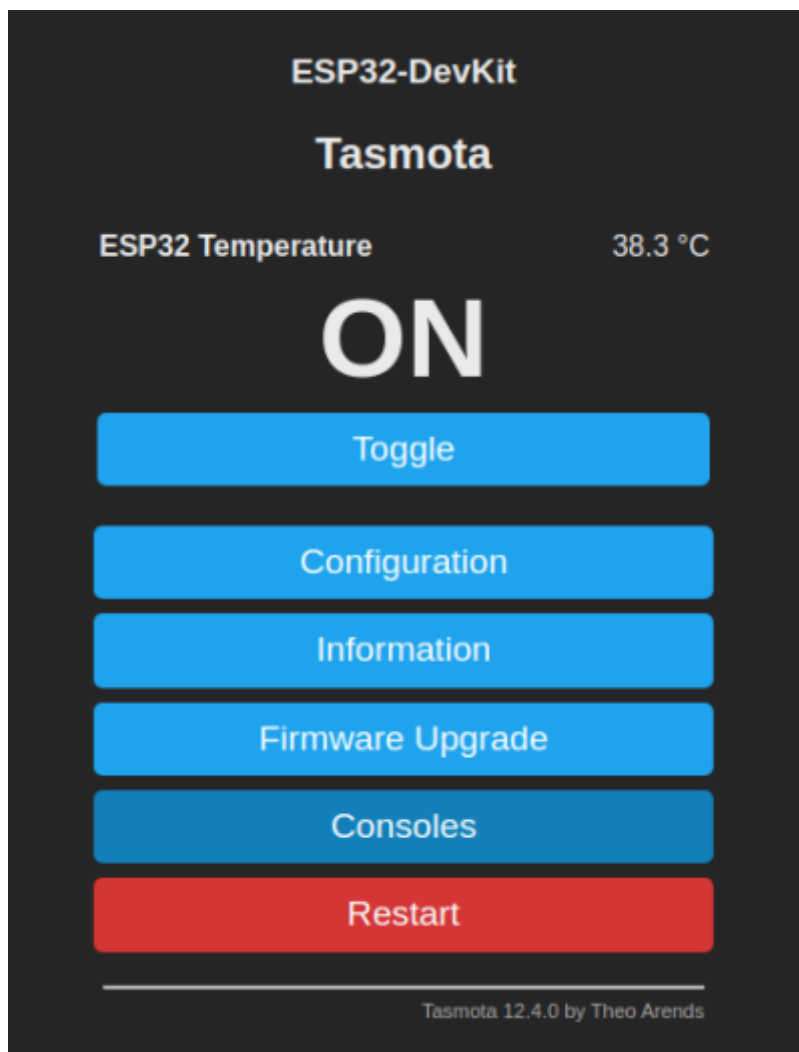 ESP32-DevKit
Tasmota
ESP32 Temperature 38.3 °C
ON
Toggle
Configuration
Information
Firmware Upgrade
Consoles
Restart
Tasmota 12.4.0 by Theo Arends